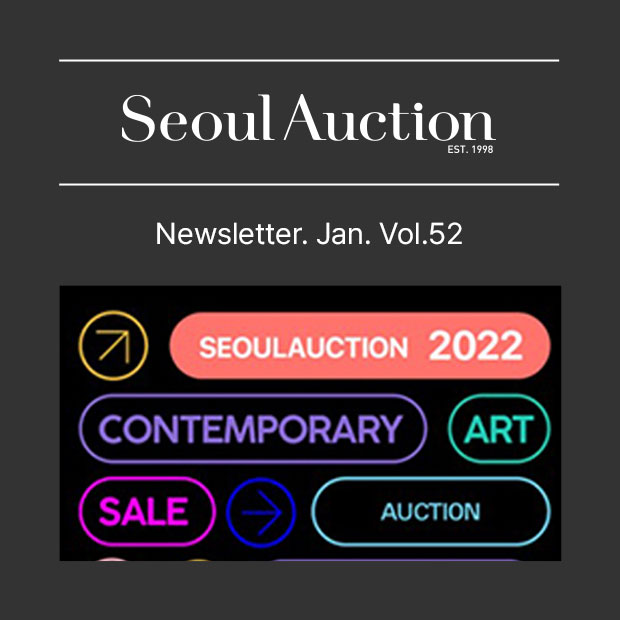 Seoul Auction
EST. 1998
Newsletter. Jan. Vol.52
SEOULAUCTION 2022
CONTEMPORARY ART
SALE AUCTION